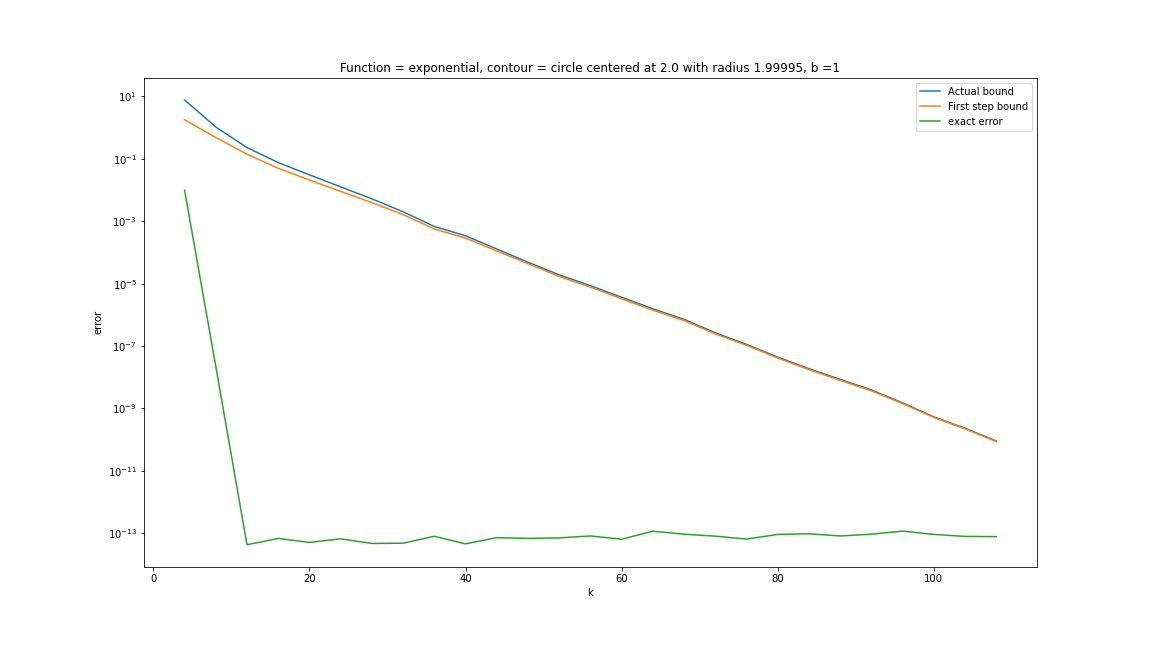 Function = exponential, contour = circle centered at 2.0 with radius 1.99995, b =1
Actual bound
First step bound
exact error
10¹
10⁻¹
10⁻³
10⁻⁵
10⁻⁷
10⁻⁹
10⁻¹¹
10⁻¹³
error
0 20 40 60 80 100
k